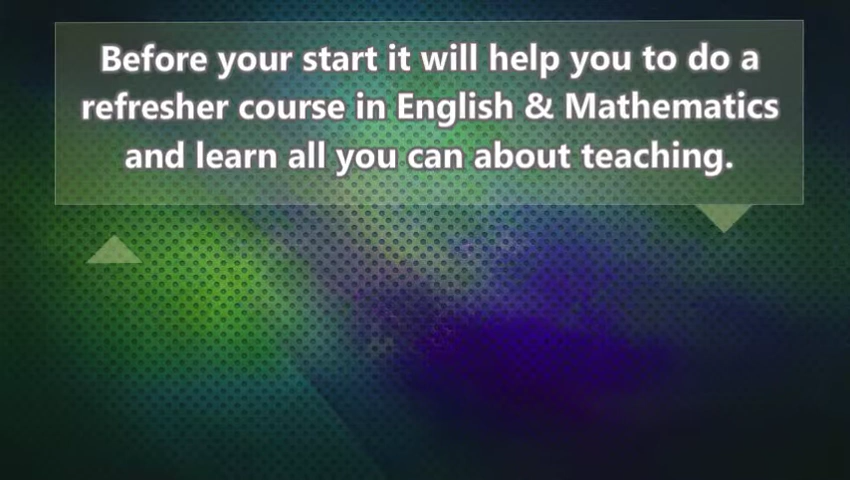 Before your start it will help you to do a
refresher course in English & Mathematics
and learn all you can about teaching.